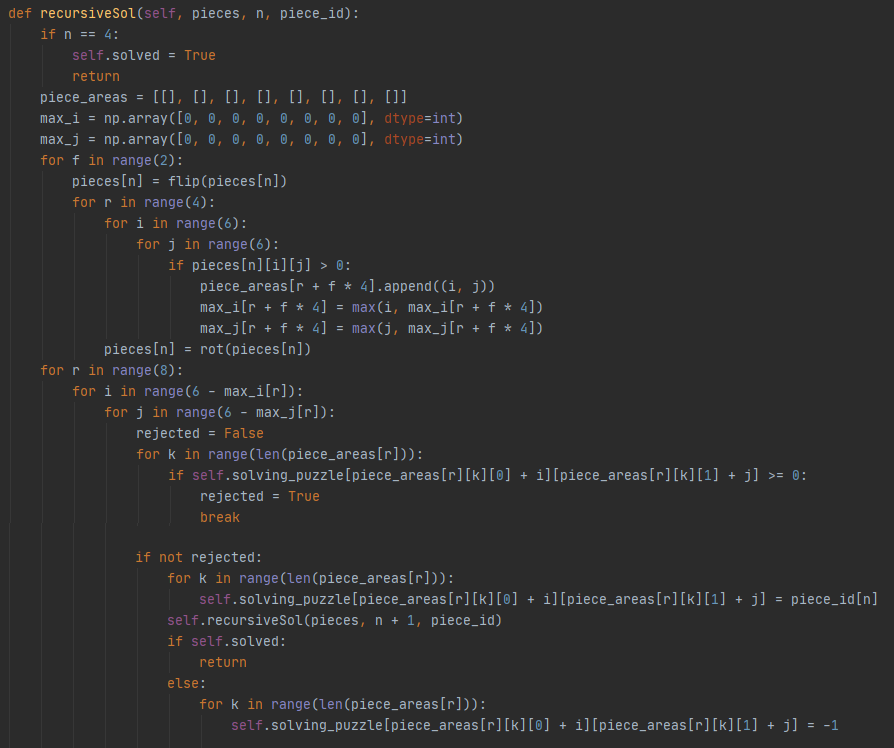 def recursiveSol(self, pieces, n, piece_id):
    if n == 4:
        self.solved = True
        return
    piece_areas = [[], [], [], [], [], [], [], []]
    max_i = np.array([0, 0, 0, 0, 0, 0, 0, 0], dtype=int)
    max_j = np.array([0, 0, 0, 0, 0, 0, 0, 0], dtype=int)
    for f in range(2):
        pieces[n] = flip(pieces[n])
        for r in range(4):
            for i in range(6):
                for j in range(6):
                    if pieces[n][i][j] > 0:
                        piece_areas[r + f * 4].append((i, j))
                        max_i[r + f * 4] = max(i, max_i[r + f * 4])
                        max_j[r + f * 4] = max(j, max_j[r + f * 4])
            pieces[n] = rot(pieces[n])
    for r in range(8):
        for i in range(6 - max_i[r]):
            for j in range(6 - max_j[r]):
                rejected = False
                for k in range(len(piece_areas[r])):
                    if self.solving_puzzle[piece_areas[r][k][0] + i][piece_areas[r][k][1] + j] >= 0:
                        rejected = True
                        break

                if not rejected:
                    for k in range(len(piece_areas[r])):
                        self.solving_puzzle[piece_areas[r][k][0] + i][piece_areas[r][k][1] + j] = piece_id[n]
                    self.recursiveSol(pieces, n + 1, piece_id)
                    if self.solved:
                        return
                    else:
                        for k in range(len(piece_areas[r])):
                            self.solving_puzzle[piece_areas[r][k][0] + i][piece_areas[r][k][1] + j] = -1